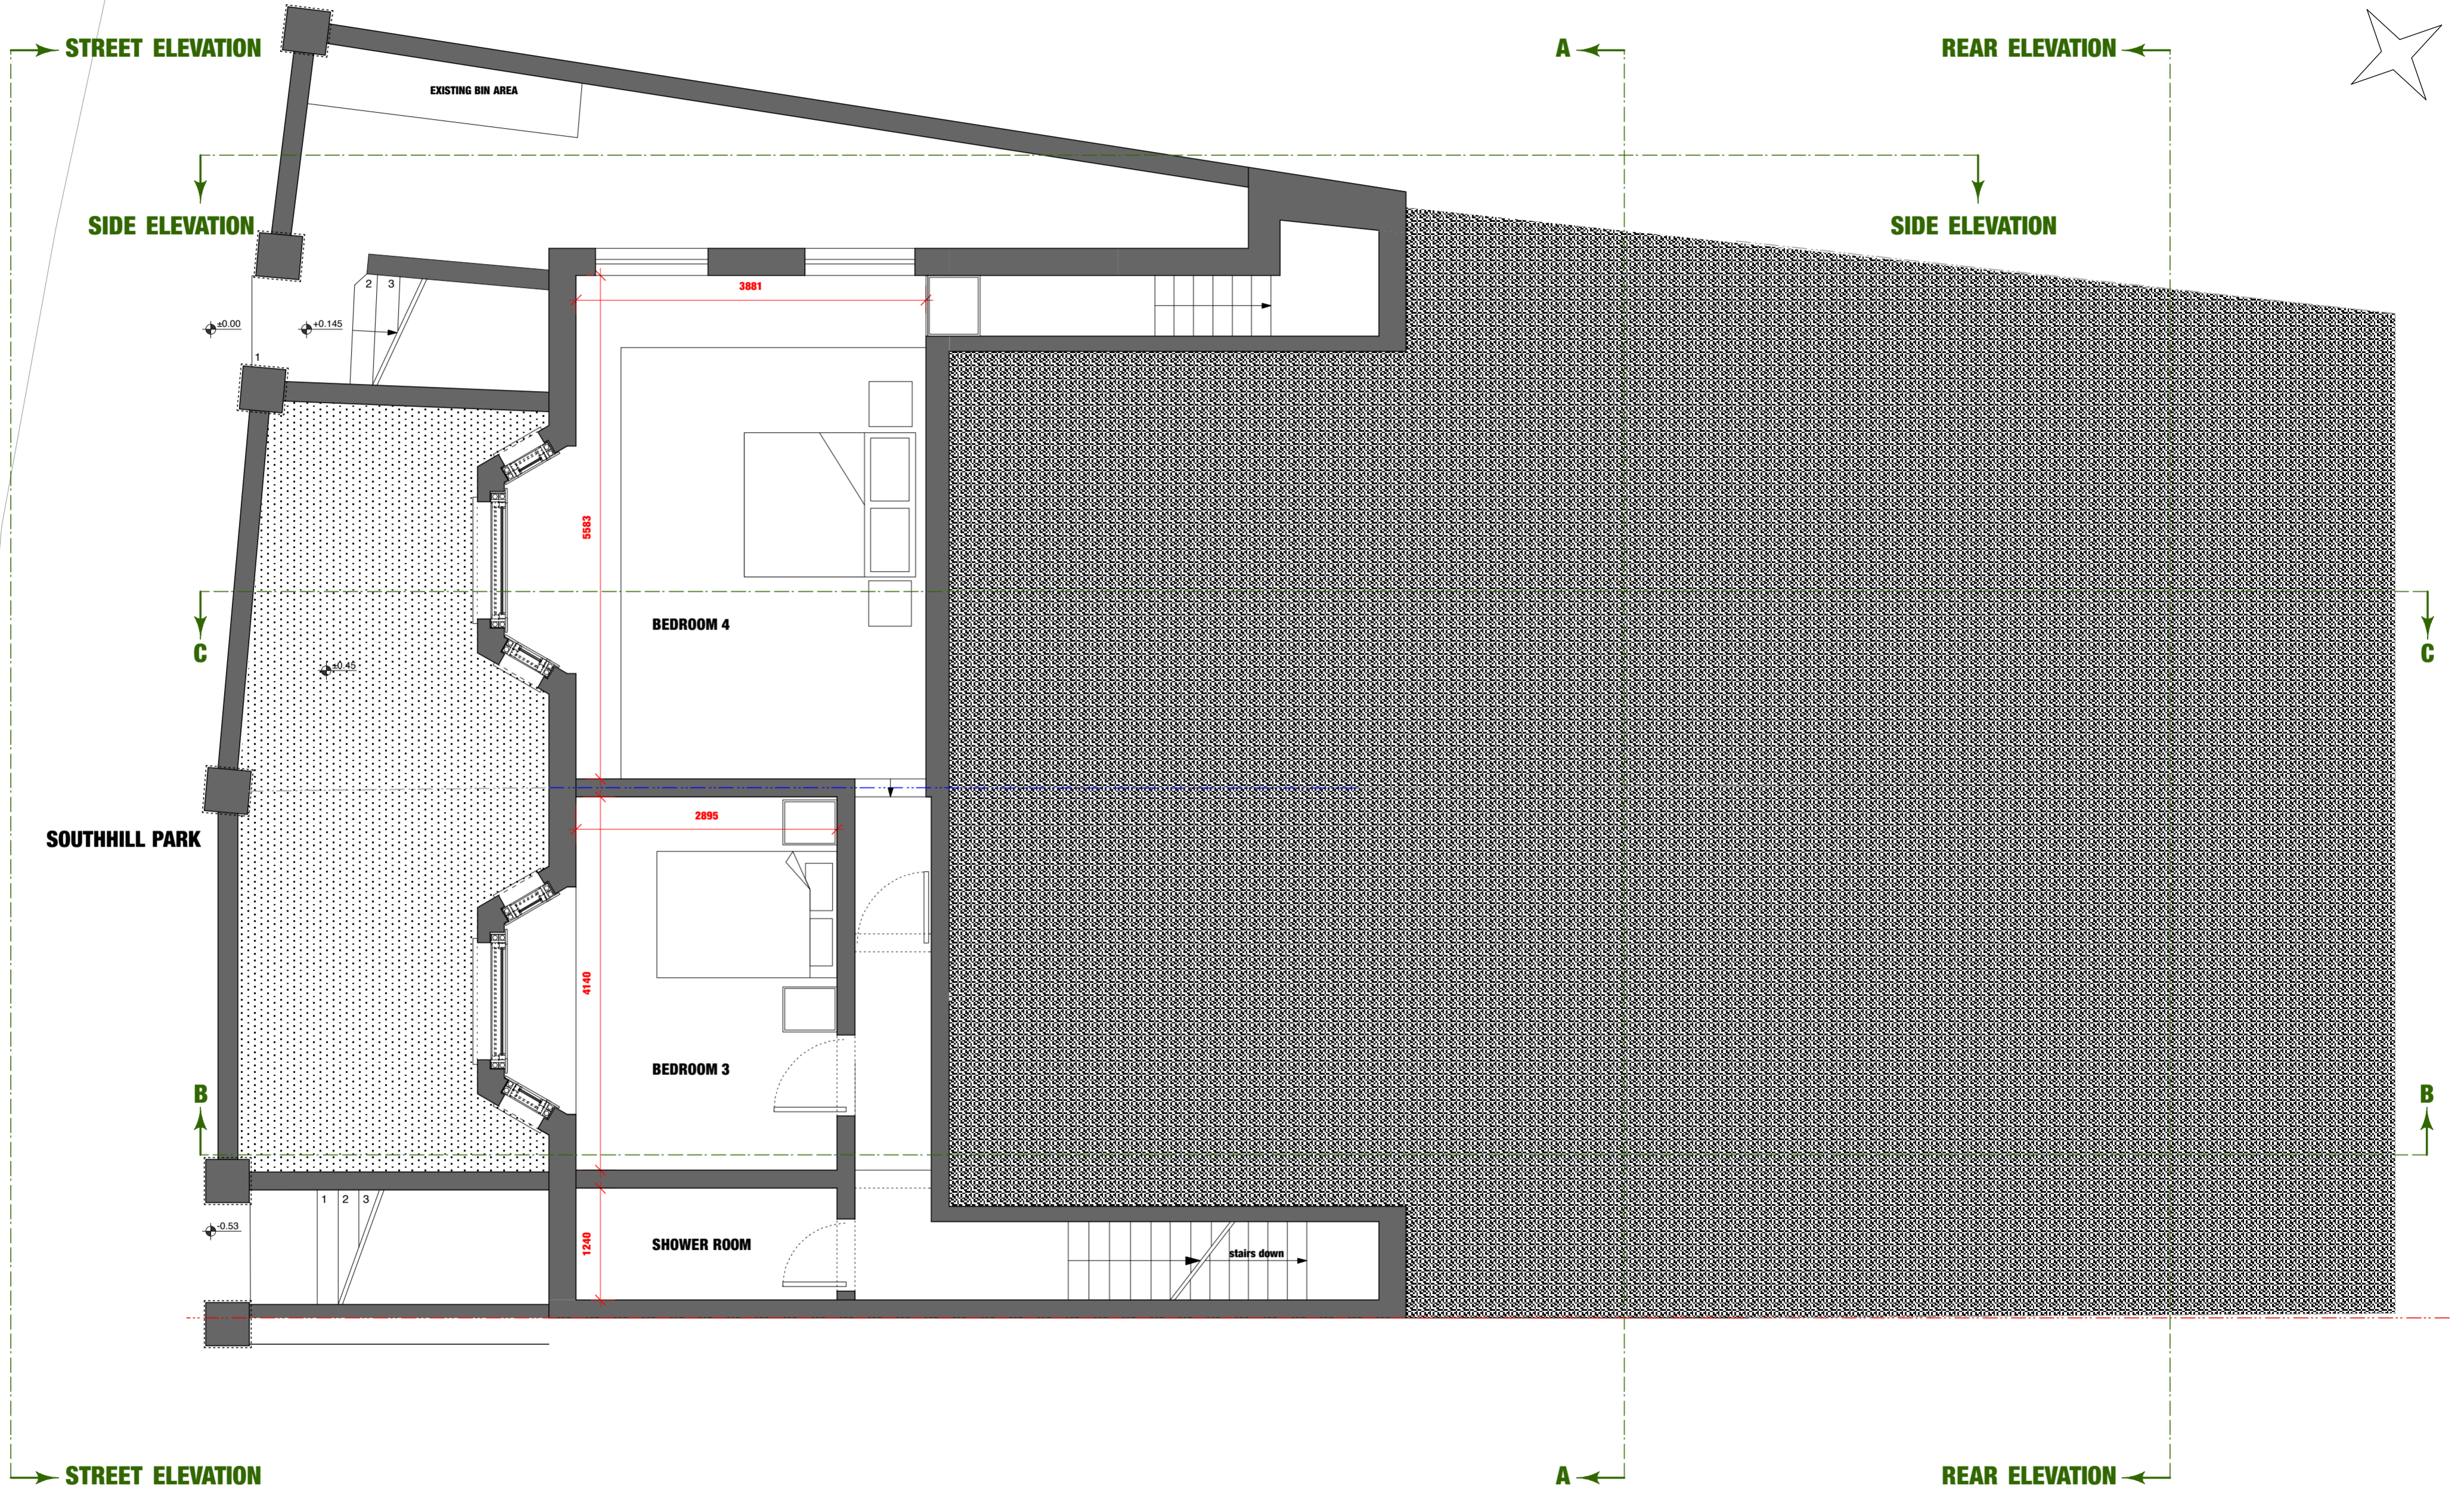 STREET ELEVATION
A
REAR ELEVATION
EXISTING BIN AREA
SIDE ELEVATION
SIDE ELEVATION
3881
2 3
±0.00
+0.145
1
5583
BEDROOM 4
C
C
±0.45
2895
SOUTHHILL PARK
4140
BEDROOM 3
B
B
1 2 3
-0.53
1240
SHOWER ROOM
stairs down
STREET ELEVATION
A
REAR ELEVATION